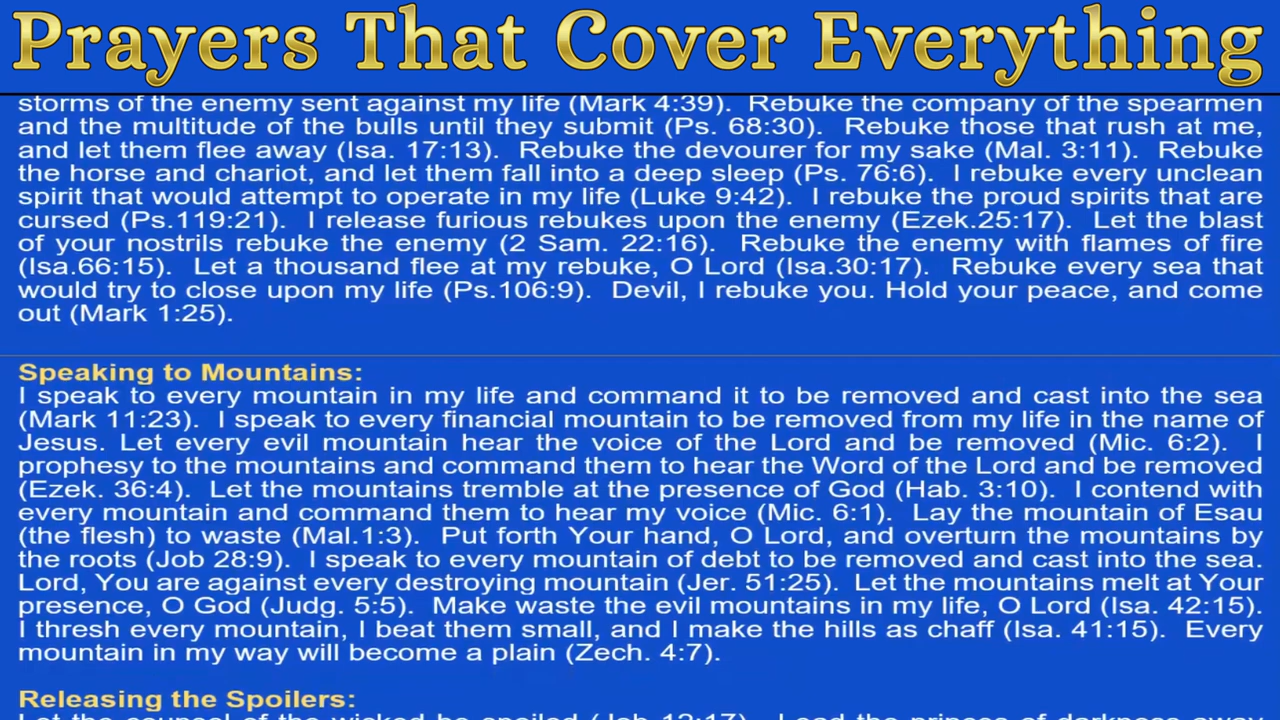 Prayers That Cover Everything
storms of the enemy sent against my life (Mark 4:39).  Rebuke the company of the spearmen
and the multitude of the bulls until they submit (Ps. 68:30).  Rebuke those that rush at me,
and let them flee away (Isa. 17:13).  Rebuke the devourer for my sake (Mal. 3:11).  Rebuke
the horse and chariot, and let them fall into a deep sleep (Ps. 76:6).  I rebuke every unclean
spirit that would attempt to operate in my life (Luke 9:42).  I rebuke the proud spirits that are
cursed (Ps.119:21).  I release furious rebukes upon the enemy (Ezek.25:17).  Let the blast
of your nostrils rebuke the enemy (2 Sam. 22:16).  Rebuke the enemy with flames of fire
(Isa.66:15).  Let a thousand flee at my rebuke, O Lord (Isa.30:17).  Rebuke every sea that
would try to close upon my life (Ps.106:9).  Devil, I rebuke you. Hold your peace, and come
out (Mark 1:25).
Speaking to Mountains:
I speak to every mountain in my life and command it to be removed and cast into the sea
(Mark 11:23).  I speak to every financial mountain to be removed from my life in the name of
Jesus. Let every evil mountain hear the voice of the Lord and be removed (Mic. 6:2).  I
prophesy to the mountains and command them to hear the Word of the Lord and be removed
(Ezek. 36:4).  Let the mountains tremble at the presence of God (Hab. 3:10).  I contend with
every mountain and command them to hear my voice (Mic. 6:1).  Lay the mountain of Esau
(the flesh) to waste (Mal.1:3).  Put forth Your hand, O Lord, and overturn the mountains by
the roots (Job 28:9).  I speak to every mountain of debt to be removed and cast into the sea.
Lord, You are against every destroying mountain (Jer. 51:25).  Let the mountains melt at Your
presence, O God (Judg. 5:5).  Make waste the evil mountains in my life, O Lord (Isa. 42:15).
I thresh every mountain, I beat them small, and I make the hills as chaff (Isa. 41:15).  Every
mountain in my way will become a plain (Zech. 4:7).
Releasing the Spoilers:
Let the counsel of the wicked be spoiled (Job 12:17).  Lead the princes of darkness away